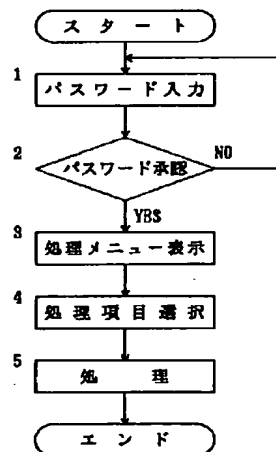 スタート
1
パスワード入力
2
パスワード承認
NO
YES
3
処理メニュー表示
4
処理項目選択
5
処理
エンド